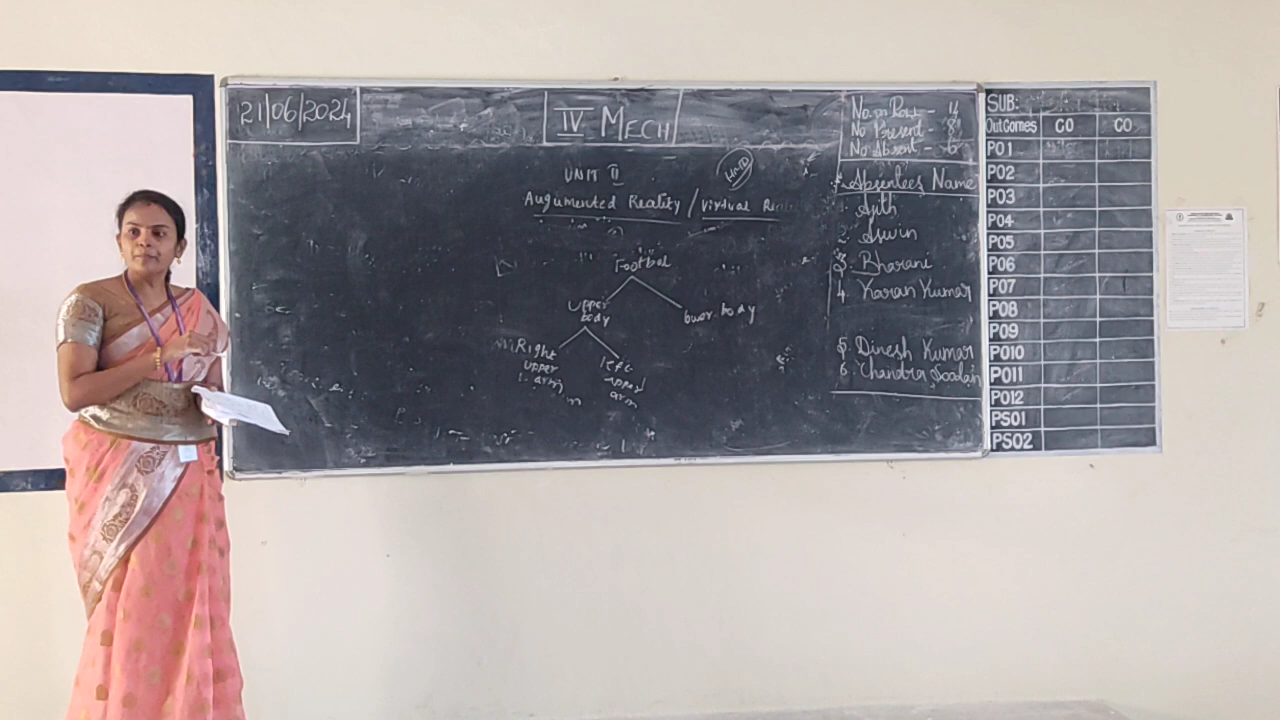 21/06/2024
IV MECH
No. on Roll - 14
No Present - 8
No Absent - 6
UNIT II
HMD
Augumented Reality / Virtual
Absentees Name
Ajith
Aswin
3. Bharani
4. Karan Kumar
5. Dinesh Kumar
6. Chandra
Football
Upper body
body
Right upper arm
left upper arm
SUB:
OutComes CO CO
PO1
PO2
PO3
PO4
PO5
PO6
PO7
PO8
PO9
PO10
PO11
PO12
PSO1
PSO2